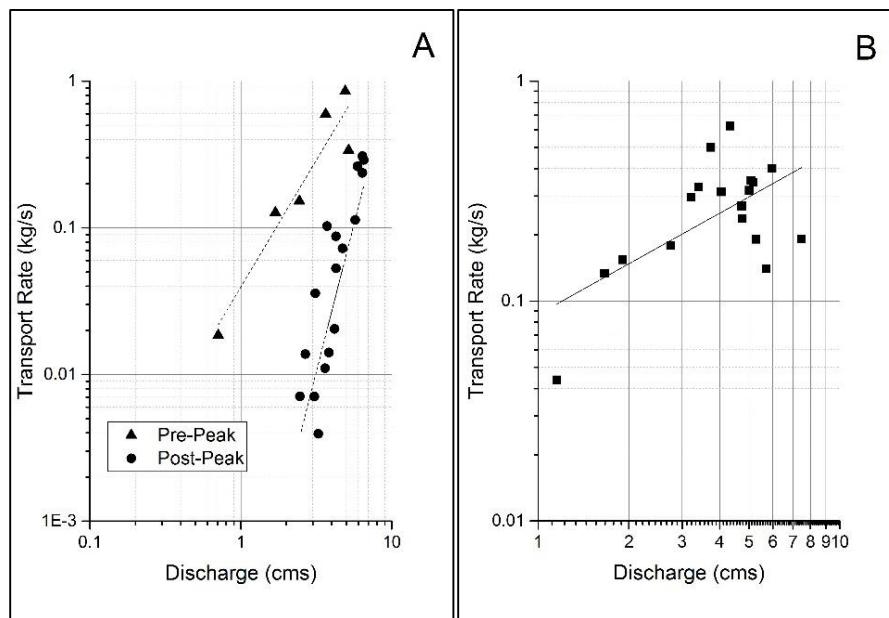 A
1
0.1
0.01
1E-3
0.1
1
10
Transport Rate (kg/s)
Discharge (cms)
Pre-Peak
Post-Peak
B
1
0.1
0.01
1
2
3
4
5
6
7
8
9
10
Transport Rate (kg/s)
Discharge (cms)